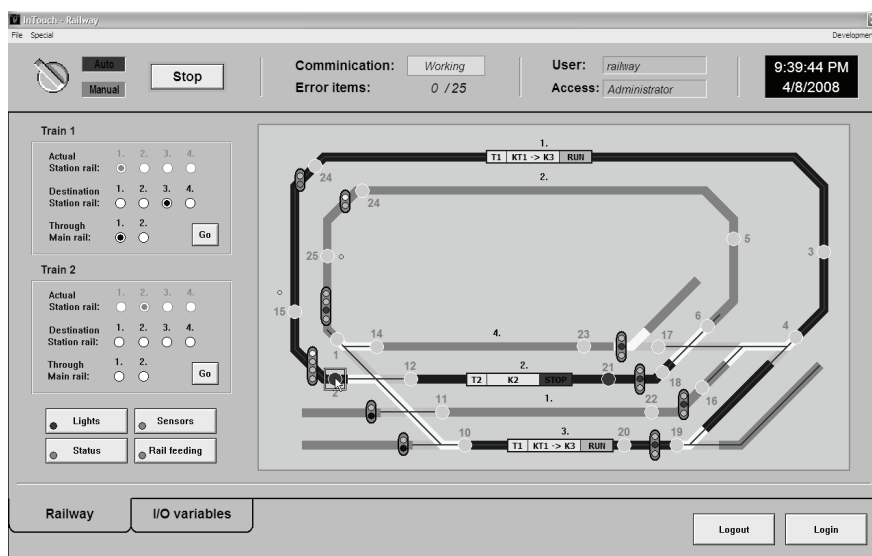 InTouch - Railway
File Special Development
Auto
Manual
Stop
Comminication: Working
Error items: 0 / 25
User: railway
Access: Administrator
9:39:44 PM
4/8/2008
Train 1
Actual Station rail: 1. 2. 3. 4.
Destination Station rail: 1. 2. 3. 4.
Through Main rail: 1. 2.
Go
Train 2
Actual Station rail: 1. 2. 3. 4.
Destination Station rail: 1. 2. 3. 4.
Through Main rail: 1. 2.
Go
Lights Sensors
Status Rail feeding
1.
T1 KT1 -> K3 RUN
24
2.
24
5
3
25
15
1 14 4. 23 17 6 4
2 12 2. 21 18
T2 K2 STOP
11 1. 22 16
10 3. 20 19
T1 KT1 -> K3 RUN
Railway I/O variables
Logout Login